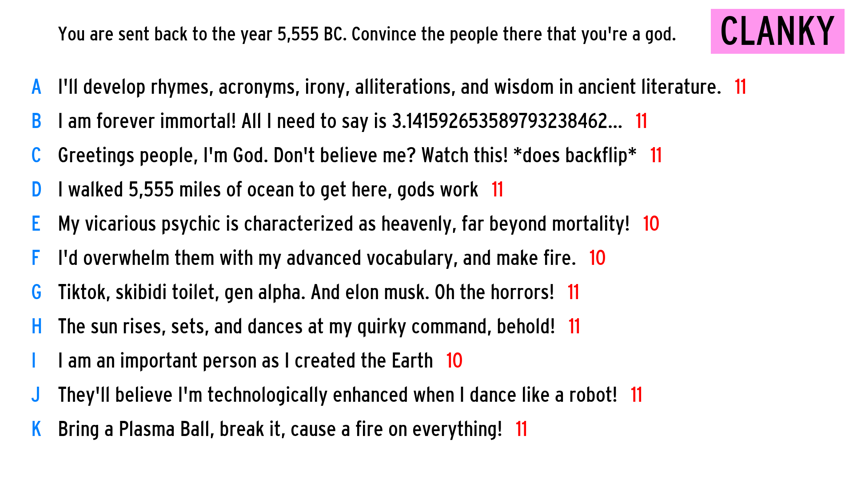 You are sent back to the year 5,555 BC. Convince the people there that you're a god.
CLANKY
A I'll develop rhymes, acronyms, irony, alliterations, and wisdom in ancient literature. 11
B I am forever immortal! All I need to say is 3.141592653589793238462... 11
C Greetings people, I'm God. Don't believe me? Watch this! *does backflip* 11
D I walked 5,555 miles of ocean to get here, gods work 11
E My vicarious psychic is characterized as heavenly, far beyond mortality! 10
F I'd overwhelm them with my advanced vocabulary, and make fire. 10
G Tiktok, skibidi toilet, gen alpha. And elon musk. Oh the horrors! 11
H The sun rises, sets, and dances at my quirky command, behold! 11
I I am an important person as I created the Earth 10
J They'll believe I'm technologically enhanced when I dance like a robot! 11
K Bring a Plasma Ball, break it, cause a fire on everything! 11